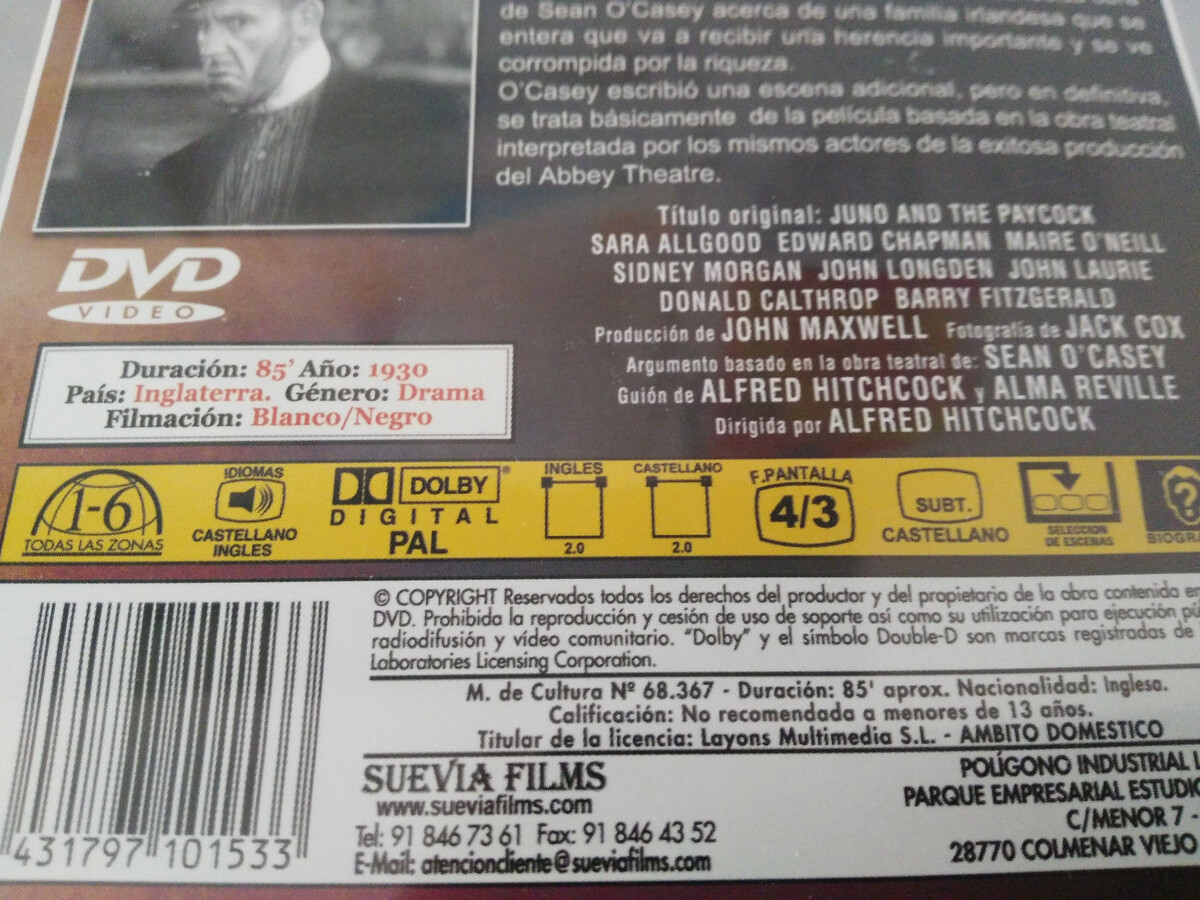 de Sean O'Casey acerca de una familia irlandesa que se
entera que va a recibir una herencia importante y se ve
corrompida por la riqueza.
O'Casey escribió una escena adicional, pero en definitiva,
se trata básicamente de la película basada en la obra teatral
interpretada por los mismos actores de la exitosa producción
del Abbey Theatre.
Título original: JUNO AND THE PAYCOCK
SARA ALLGOOD EDWARD CHAPMAN MAIRE O'NEILL
SIDNEY MORGAN JOHN LONGDEN JOHN LAURIE
DONALD CALTHROP BARRY FITZGERALD
Producción de JOHN MAXWELL Fotografía de JACK COX
Argumento basado en la obra teatral de: SEAN O'CASEY
Guión de ALFRED HITCHCOCK y ALMA REVILLE
Dirigida por ALFRED HITCHCOCK
DVD
VIDEO
Duración: 85' Año: 1930
País: Inglaterra. Género: Drama
Filmación: Blanco/Negro
1-6
TODAS LAS ZONAS
IDIOMAS
CASTELLANO
INGLES
DOLBY
DIGITAL
PAL
INGLES
2.0
CASTELLANO
2.0
F.PANTALLA
4/3
SUBT.
CASTELLANO
SELECCION
DE ESCENAS
?
BIOGRA
© COPYRIGHT Reservados todos los derechos del productor y del propietario de la obra contenida en
DVD. Prohibida la reproducción y cesión de uso de soporte así como su utilización para ejecución pú
radiodifusión y vídeo comunitario. "Dolby" y el símbolo Double-D son marcas registradas de
Laboratories Licensing Corporation.
M. de Cultura Nº 68.367 - Duración: 85' aprox. Nacionalidad: Inglesa.
Calificación: No recomendada a menores de 13 años.
Titular de la licencia: Layons Multimedia S.L. - AMBITO DOMESTICO
SUEVIA FILMS
www.sueviafilms.com
Tel: 91 846 73 61 Fax: 91 846 43 52
E-Mail: atencioncliente@sueviafilms.com
POLÍGONO INDUSTRIAL L
PARQUE EMPRESARIAL ESTUDIO
C/MENOR 7 -
28770 COLMENAR VIEJO
431797 101533